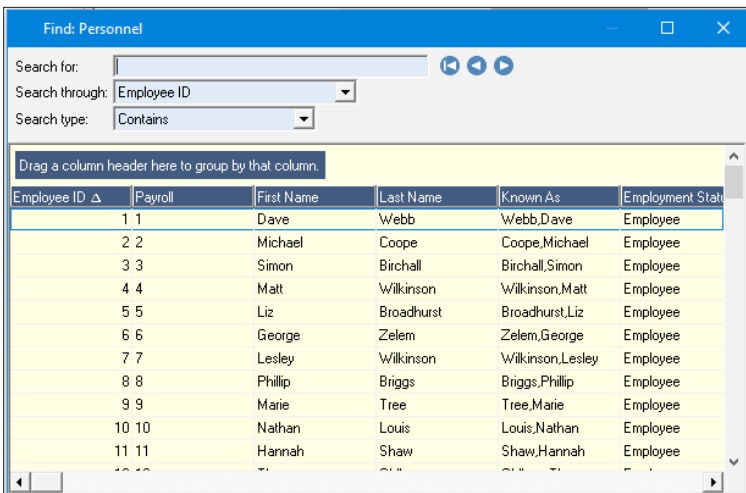 Find: Personnel
Search for:
Search through: Employee ID
Search type: Contains
Drag a column header here to group by that column.
Employee ID Payroll First Name Last Name Known As Employment Statu
1 1 Dave Webb Webb,Dave Employee
2 2 Michael Coope Coope,Michael Employee
3 3 Simon Birchall Birchall,Simon Employee
4 4 Matt Wilkinson Wilkinson,Matt Employee
5 5 Liz Broadhurst Broadhurst,Liz Employee
6 6 George Zelem Zelem,George Employee
7 7 Lesley Wilkinson Wilkinson,Lesley Employee
8 8 Phillip Briggs Briggs,Phillip Employee
9 9 Marie Tree Tree,Marie Employee
10 10 Nathan Louis Louis,Nathan Employee
11 11 Hannah Shaw Shaw,Hannah Employee